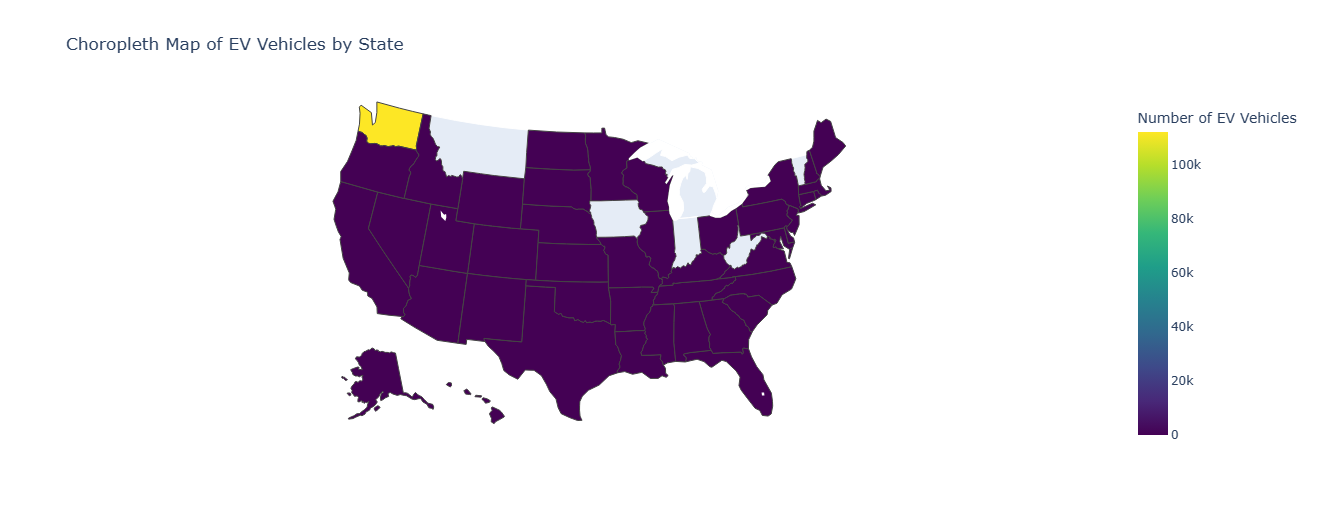 Choropleth Map of EV Vehicles by State
Number of EV Vehicles
100k
80k
60k
40k
20k
0